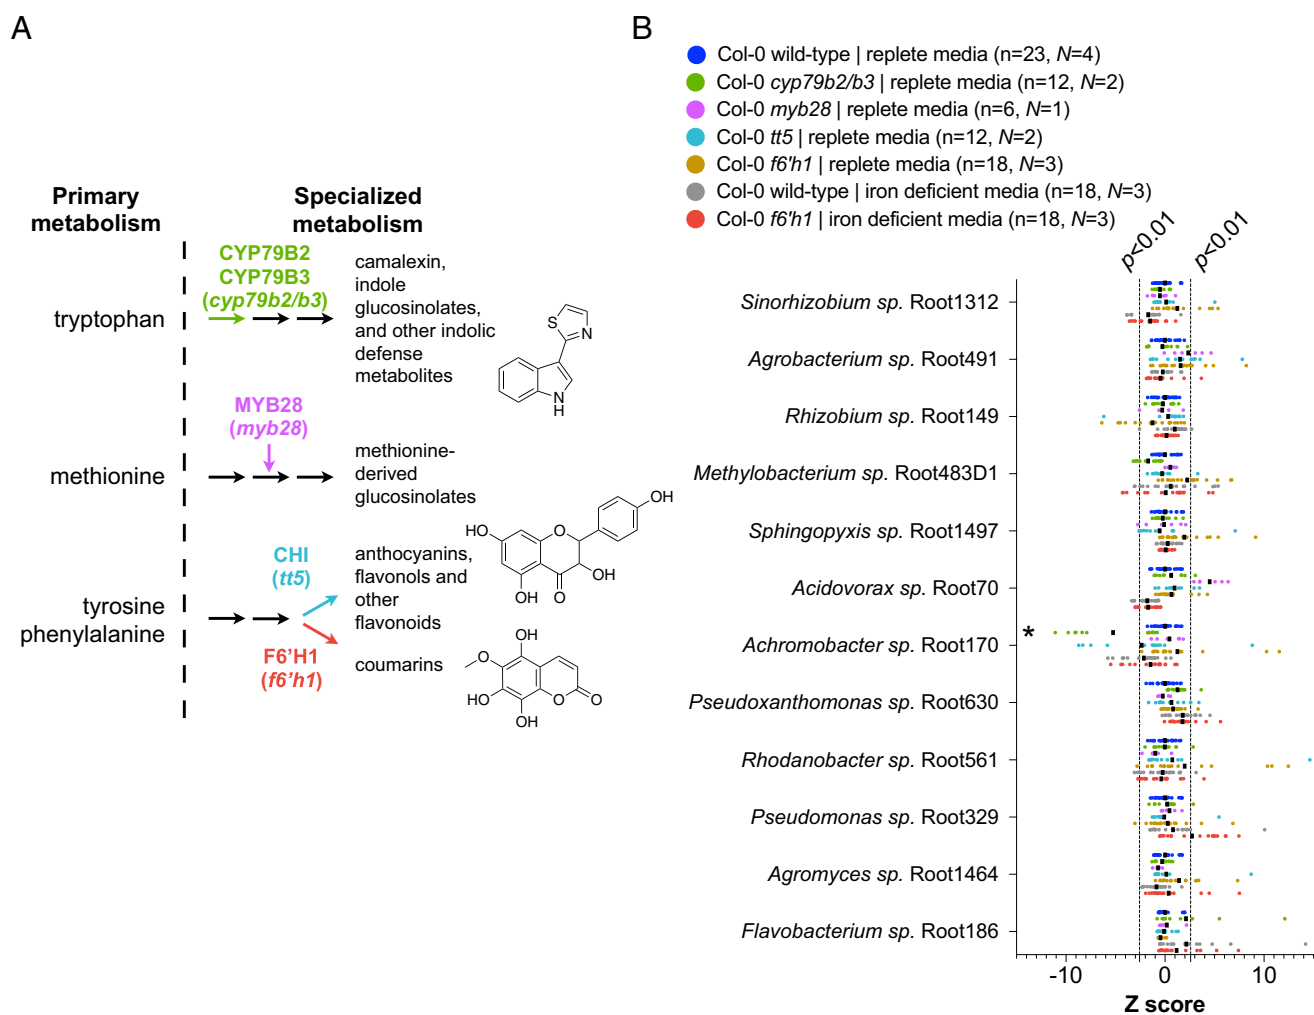 A
Primary
metabolism
Specialized
metabolism
CYP79B2
CYP79B3
(cyp79b2/b3)
tryptophan
camalexin,
indole
glucosinolates,
and other indolic
defense
metabolites
S
N
N
H
MYB28
(myb28)
methionine
methionine-
derived
glucosinolates
CHI
(tt5)
tyrosine
phenylalanine
anthocyanins,
flavonols and
other
flavonoids
HO
O
OH
OH
O
OH
F6'H1
(f6'h1)
coumarins
OH
O
HO
O
O
OH
B
Col-0 wild-type | replete media (n=23, N=4)
Col-0 cyp79b2/b3 | replete media (n=12, N=2)
Col-0 myb28 | replete media (n=6, N=1)
Col-0 tt5 | replete media (n=12, N=2)
Col-0 f6'h1 | replete media (n=18, N=3)
Col-0 wild-type | iron deficient media (n=18, N=3)
Col-0 f6'h1 | iron deficient media (n=18, N=3)
p<0.01
p<0.01
Sinorhizobium sp. Root1312
Agrobacterium sp. Root491
Rhizobium sp. Root149
Methylobacterium sp. Root483D1
Sphingopyxis sp. Root1497
Acidovorax sp. Root70
Achromobacter sp. Root170
*
Pseudoxanthomonas sp. Root630
Rhodanobacter sp. Root561
Pseudomonas sp. Root329
Agromyces sp. Root1464
Flavobacterium sp. Root186
-10
0
10
Z score